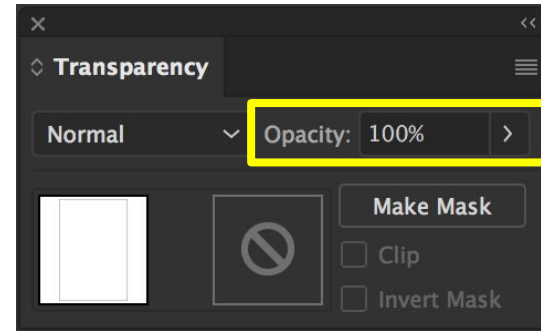 Transparency
Normal Opacity: 100%
Make Mask
Clip
Invert Mask